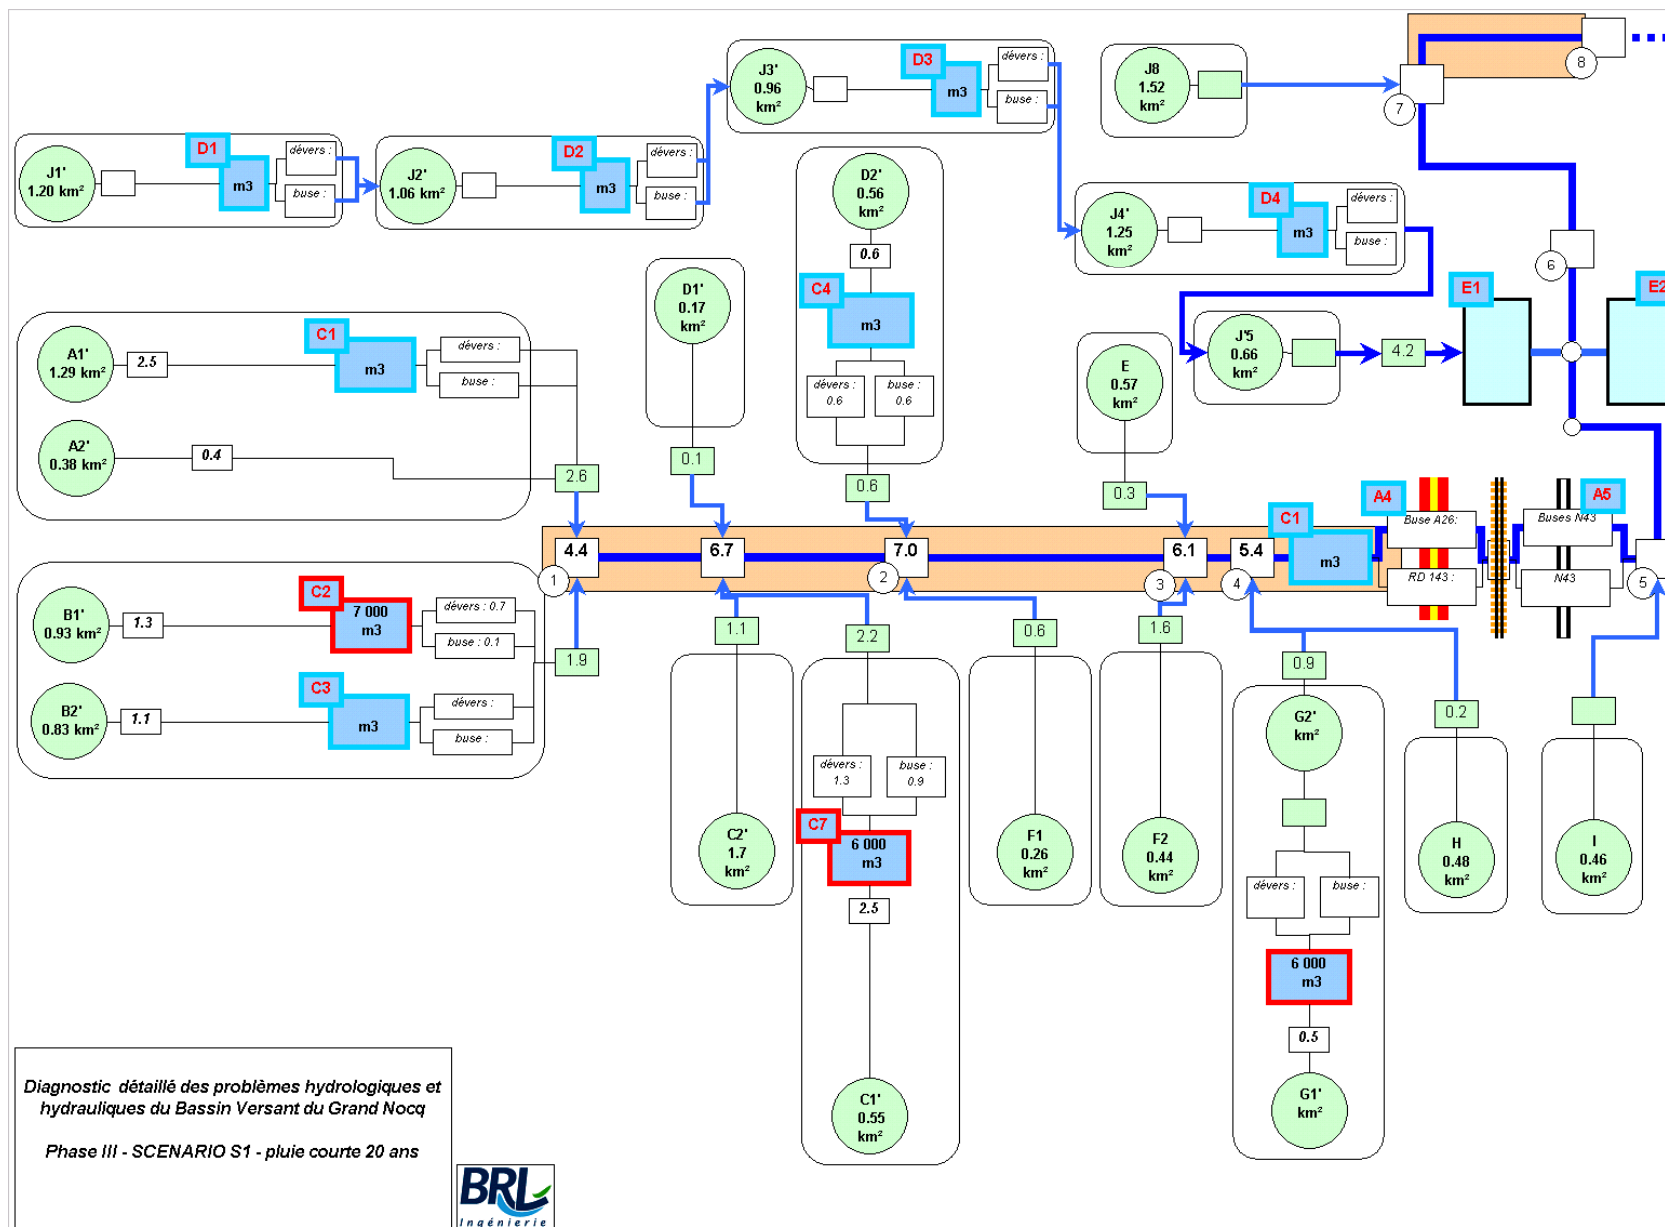 J8
1.52
km²
8
7
J3'
0.96
km²
D3
m3
dévers :
buse :
J1'
1.20 km²
D1
m3
dévers :
buse :
J2'
1.06 km²
D2
m3
dévers :
buse :
D2'
0.56
km²
0.6
C4
m3
dévers :
0.6
buse :
0.6
0.6
J4'
1.25
km²
D4
m3
dévers :
buse :
6
E1
E2
J'5
0.66
km²
4.2
D1'
0.17
km²
0.1
E
0.57
km²
0.3
A1'
1.29 km²
2.5
C1
m3
dévers :
buse :
A2'
0.38 km²
0.4
2.6
4.4
1
6.7
7.0
2
6.1
3
5.4
4
C1
m3
A4
Buse A26:
RD 143 :
A5
Buses N43
N43
5
B1'
0.93 km²
1.3
C2
7 000
m3
dévers : 0.7
buse : 0.1
B2'
0.83 km²
1.1
C3
m3
dévers :
buse :
1.9
1.1
C2'
1.7
km²
2.2
dévers :
1.3
buse :
0.9
C7
6 000
m3
2.5
C1'
0.55
km²
0.6
F1
0.26
km²
1.6
F2
0.44
km²
0.9
G2'
km²
dévers :
buse :
6 000
m3
0.5
G1'
km²
0.2
H
0.48
km²
I
0.46
km²
Diagnostic détaillé des problèmes hydrologiques et
hydrauliques du Bassin Versant du Grand Nocq
Phase III - SCENARIO S1 - pluie courte 20 ans
BRL
Ingénierie